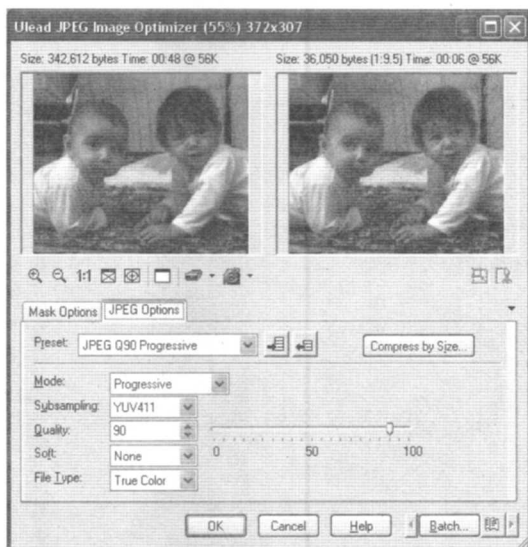 Ulead JPEG Image Optimizer (55%) 372x307
Size: 342,612 bytes Time: 00:48 @ 56K
Size: 36,050 bytes (1:9.5) Time: 00:06 @ 56K
1:1
Mask Options JPEG Options
Preset: JPEG Q90 Progressive Compress by Size...
Mode: Progressive
Subsampling: YUV411
Quality: 90
0 50 100
Soft: None
File Type: True Color
OK Cancel Help Batch...